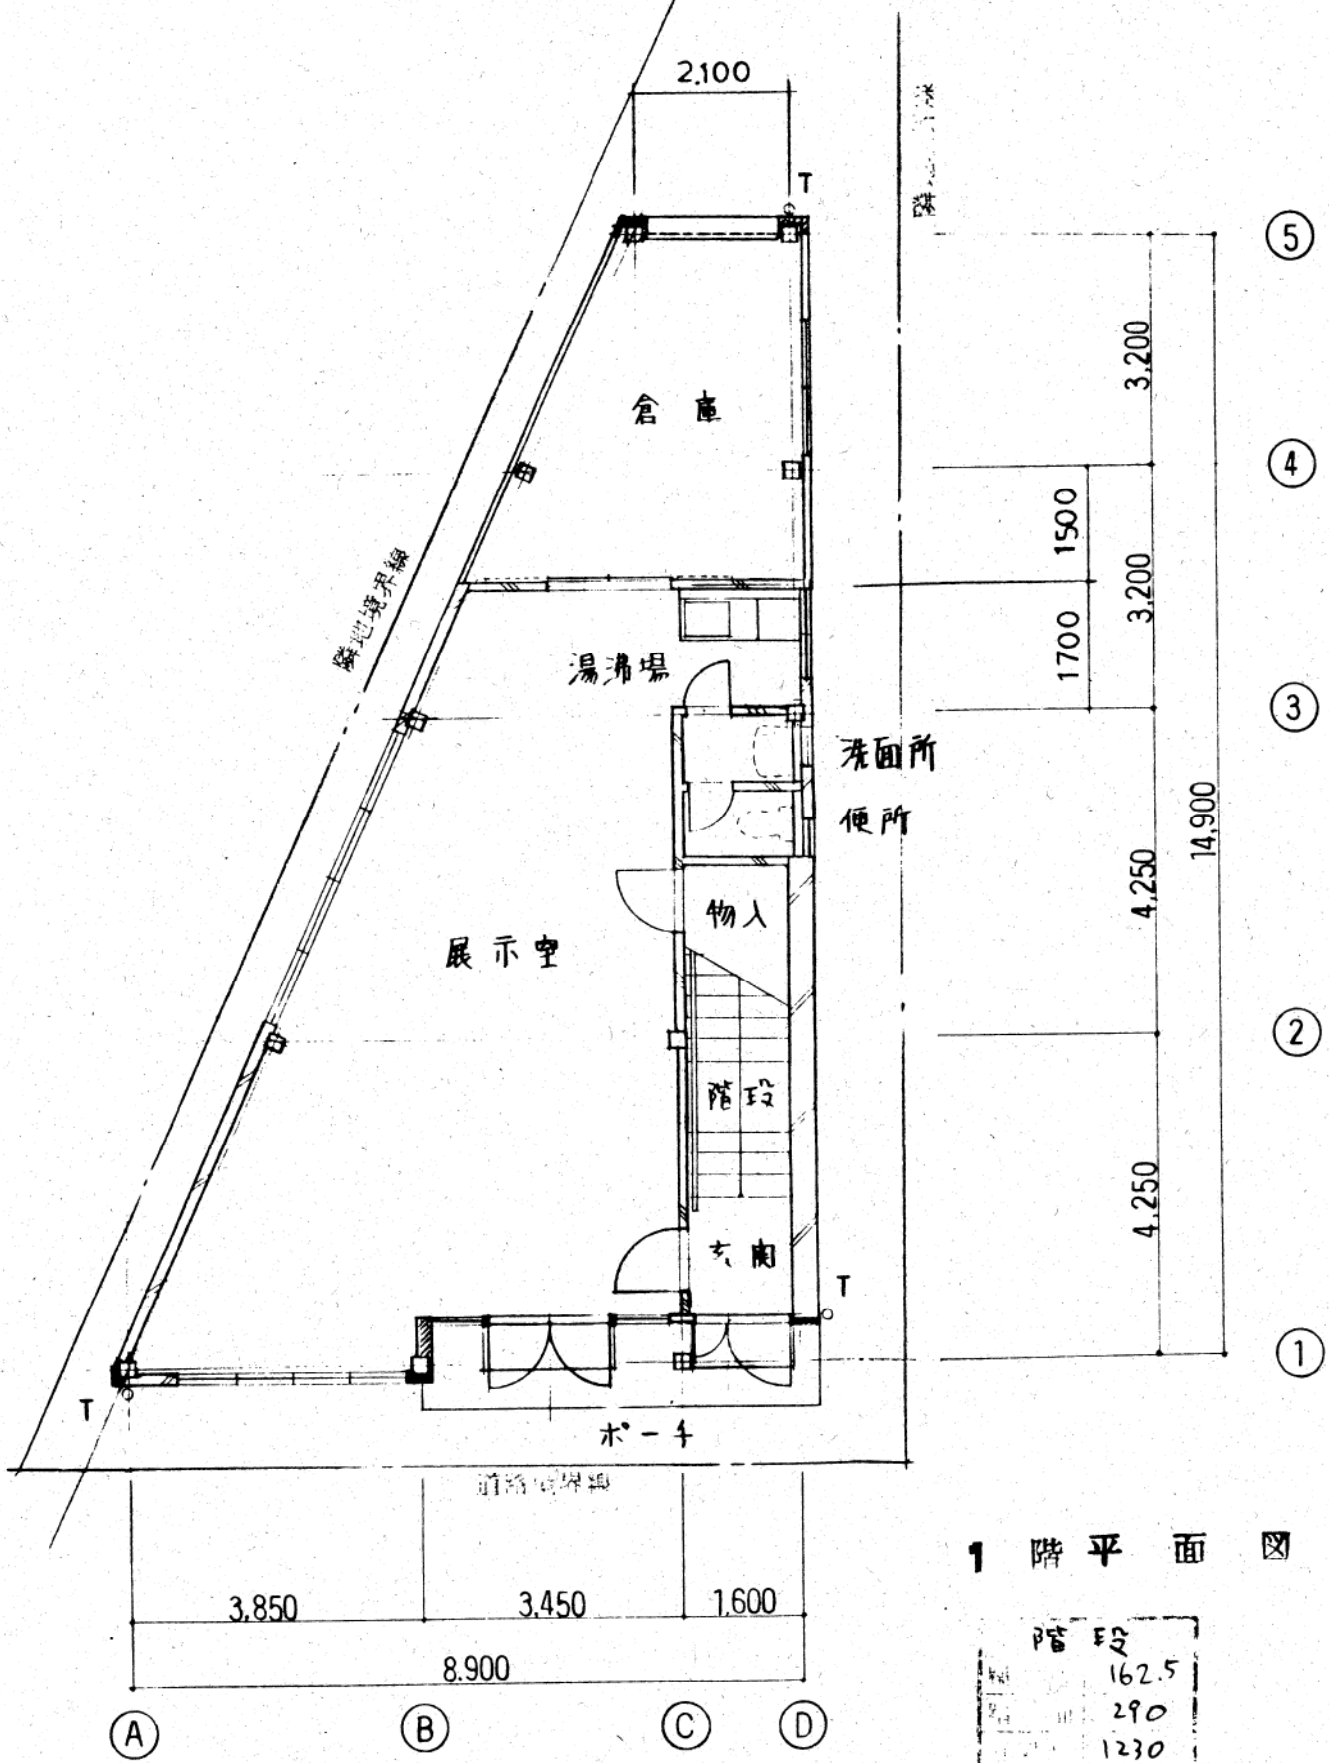 2,100
T
⑤
3,200
倉庫
④
1500
3,200
隣地境界線
湯沸場
1700
③
洗面所
便所
14,900
4,250
物入
展示室
②
階段
4,250
玄関
T
①
T
ポーチ
1階平面図
3,850
3,450
1,600
8,900
階段
162.5
290
1230
Ⓐ
Ⓑ
Ⓒ
Ⓓ